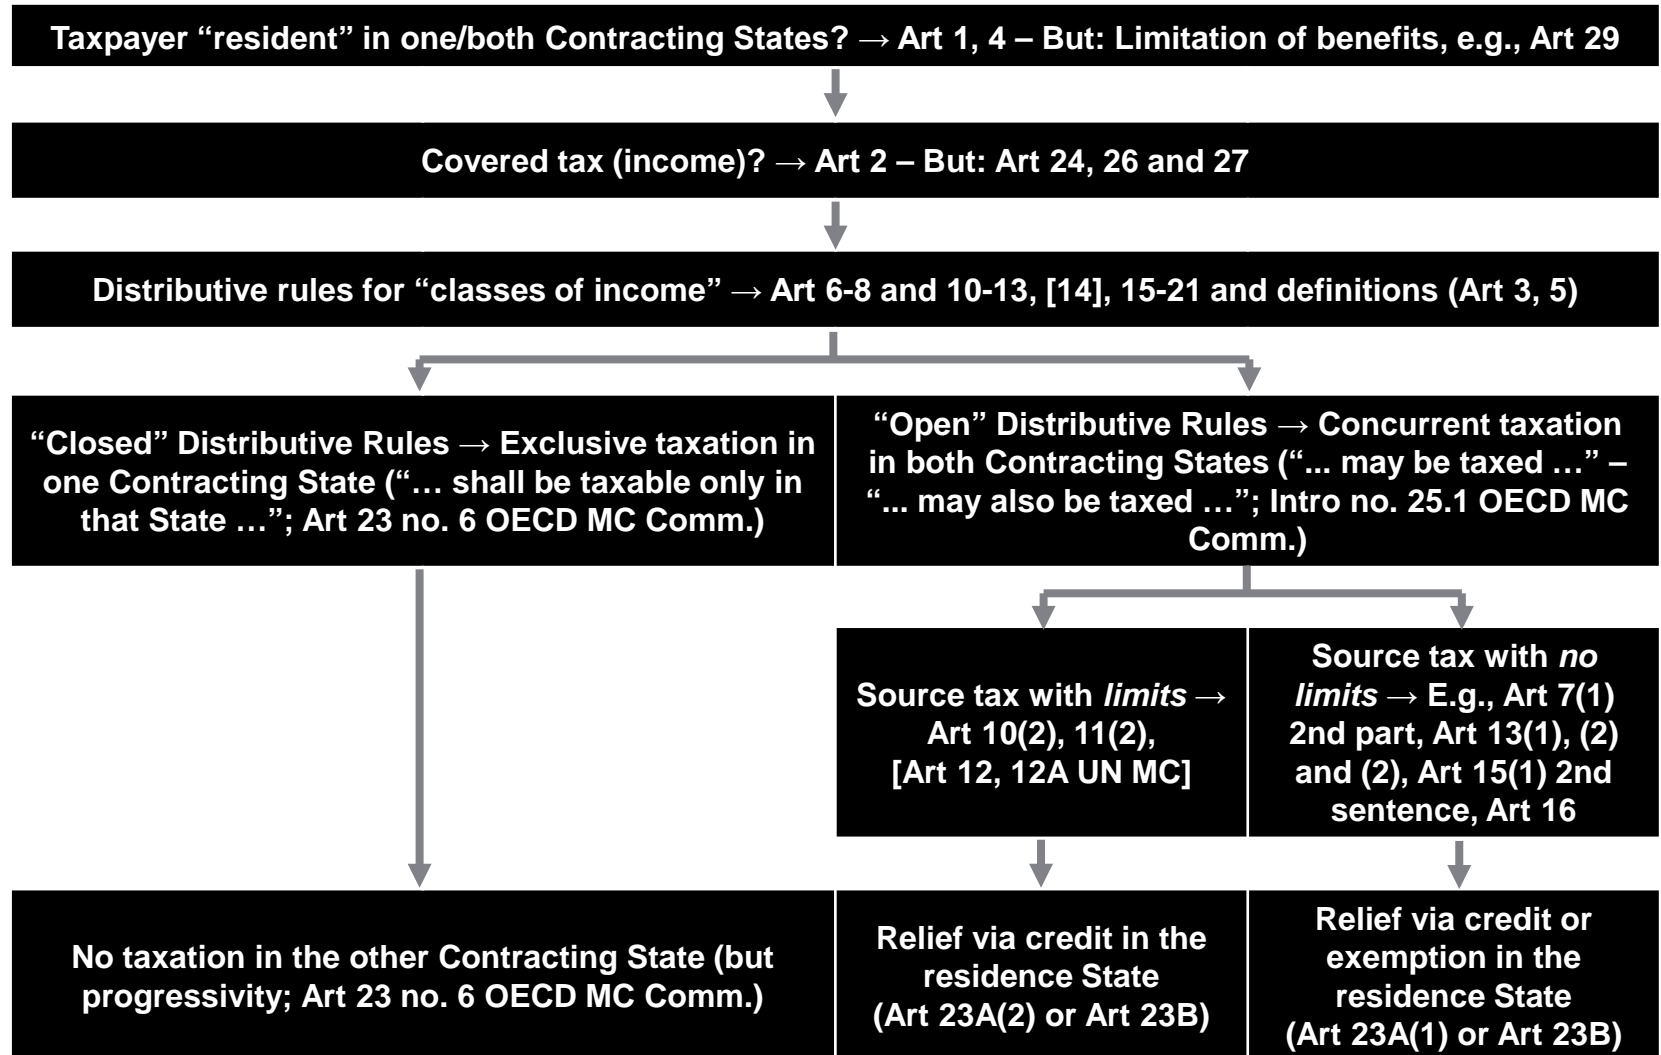 Taxpayer “resident” in one/both Contracting States? → Art 1, 4 – But: Limitation of benefits, e.g., Art 29
Covered tax (income)? → Art 2 – But: Art 24, 26 and 27
Distributive rules for “classes of income” → Art 6-8 and 10-13, [14], 15-21 and definitions (Art 3, 5)
“Closed” Distributive Rules → Exclusive taxation in
one Contracting State (“… shall be taxable only in
that State …”; Art 23 no. 6 OECD MC Comm.)
“Open” Distributive Rules → Concurrent taxation
in both Contracting States (“... may be taxed …” –
“... may also be taxed …”; Intro no. 25.1 OECD MC
Comm.)
Source tax with limits →
Art 10(2), 11(2),
[Art 12, 12A UN MC]
Source tax with no
limits → E.g., Art 7(1)
2nd part, Art 13(1), (2)
and (2), Art 15(1) 2nd
sentence, Art 16
No taxation in the other Contracting State (but
progressivity; Art 23 no. 6 OECD MC Comm.)
Relief via credit in the
residence State
(Art 23A(2) or Art 23B)
Relief via credit or
exemption in the
residence State
(Art 23A(1) or Art 23B)